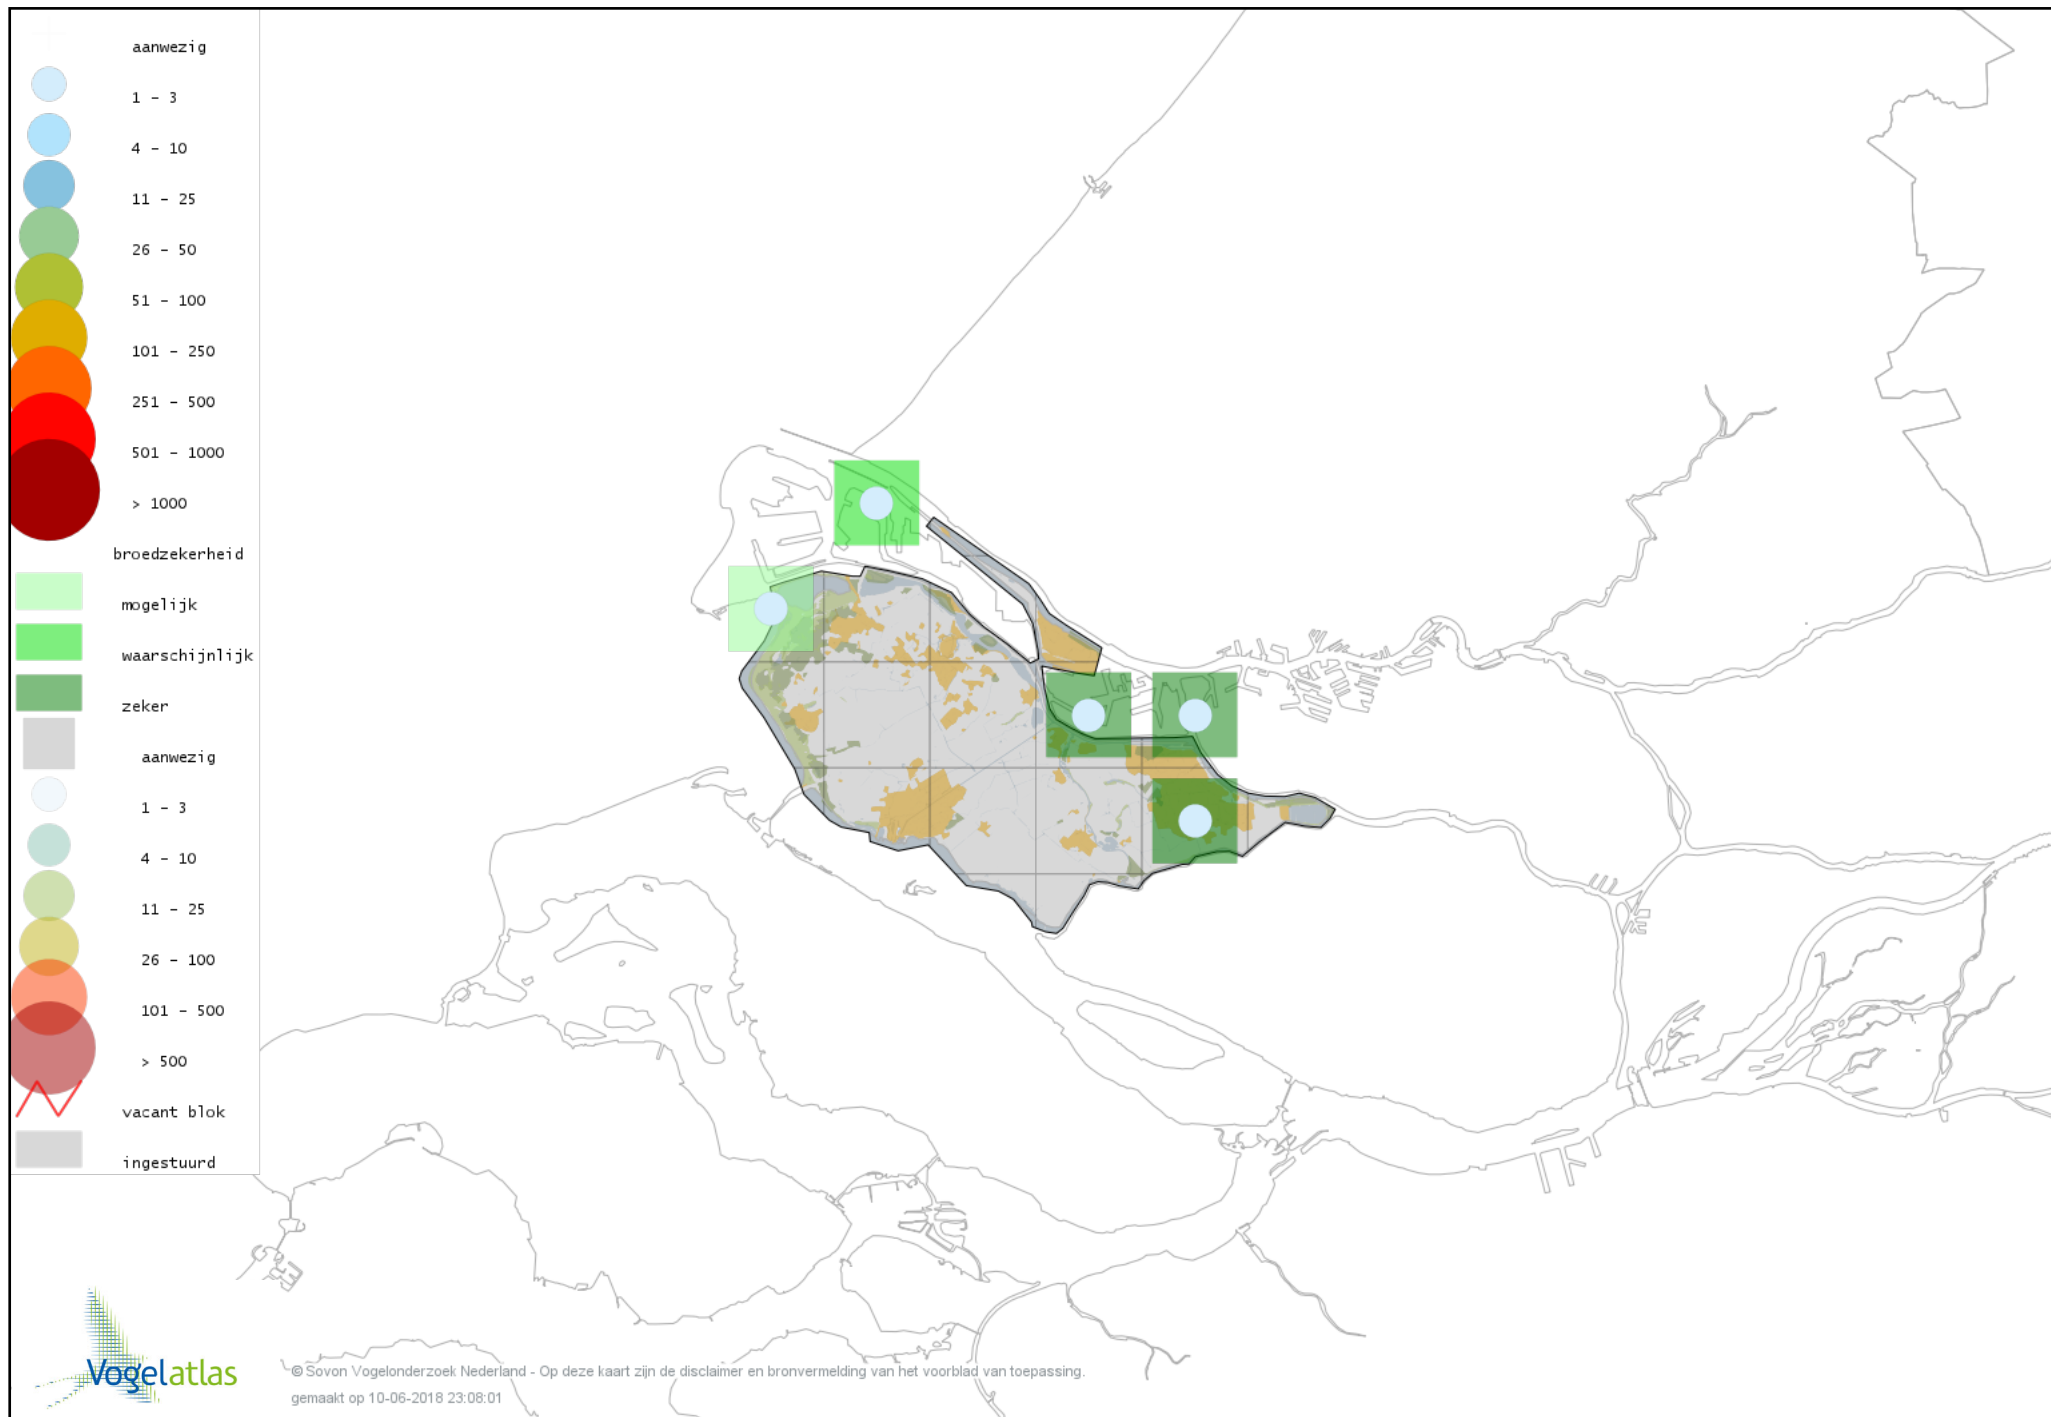 aanwezig
1 - 3
4 - 10
11 - 25
26 - 50
51 - 100
101 - 250
251 - 500
501 - 1000
> 1000
broedzekerheid
mogelijk
waarschijnlijk
zeker
aanwezig
1 - 3
4 - 10
11 - 25
26 - 100
101 - 500
> 500
vacant blok
ingestuurd
Vogelatlas
© Sovon Vogelonderzoek Nederland - Op deze kaart zijn de disclaimer en bronvermelding van het voorblad van toepassing.
gemaakt op 10-06-2018 23:08:01